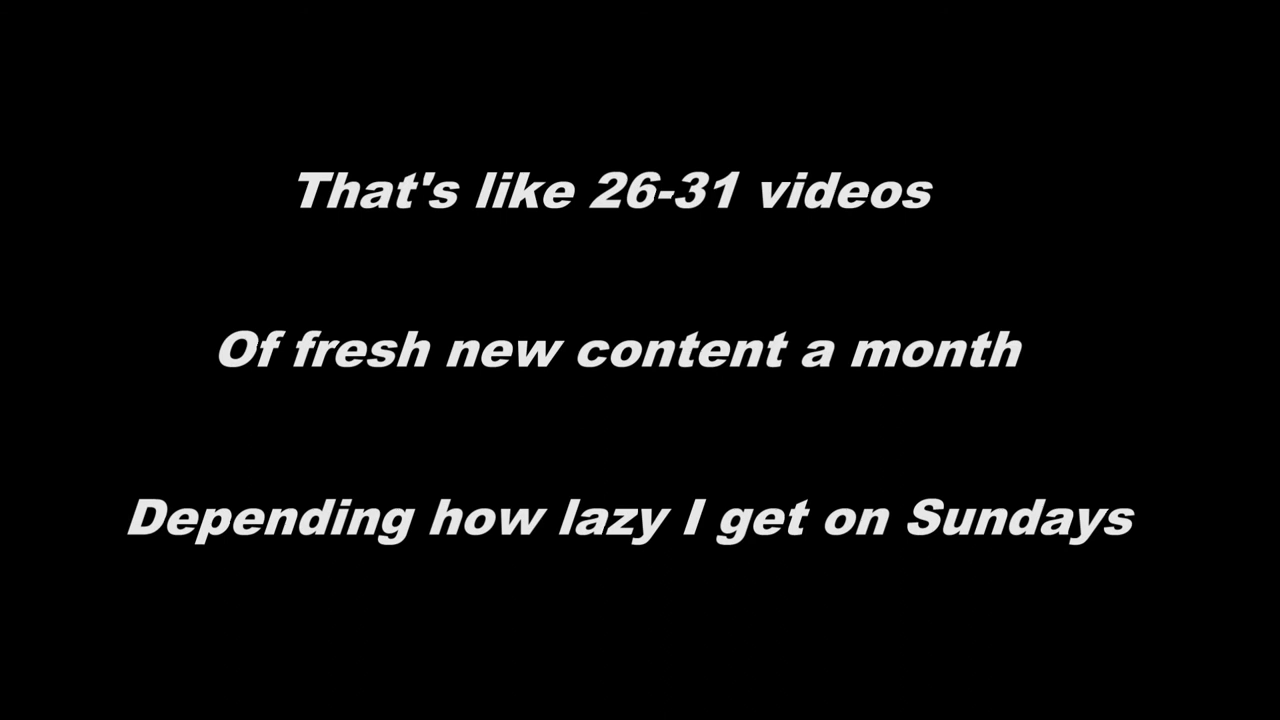 That's like 26-31 videos
Of fresh new content a month
Depending how lazy I get on Sundays